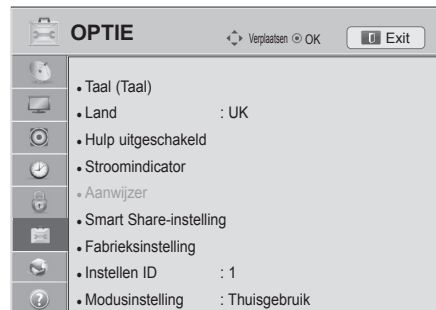 OPTIE Verplaatsen OK Exit
• Taal (Taal)
• Land : UK
• Hulp uitgeschakeld
• Stroomindicator
• Aanwijzer
• Smart Share-instelling
• Fabrieksinstelling
• Instellen ID : 1
• Modusinstelling : Thuisgebruik